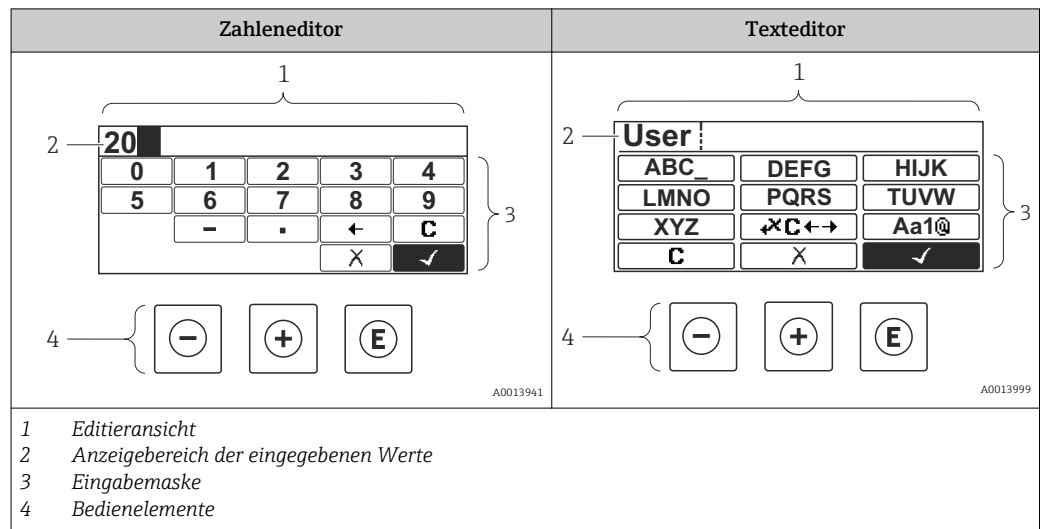 Zahleneditor
Texteditor
1
2
20
0 1 2 3 4
5 6 7 8 9
- . ← C
X ✓
3
4
- + E
A0013941
1
2
User
ABC_ DEFG HIJK
LMNO PQRS TUVW
XYZ ↶×C←→ Aa1@
C X ✓
3
4
- + E
A0013999
1 Editieransicht
2 Anzeigebereich der eingegebenen Werte
3 Eingabemaske
4 Bedienelemente